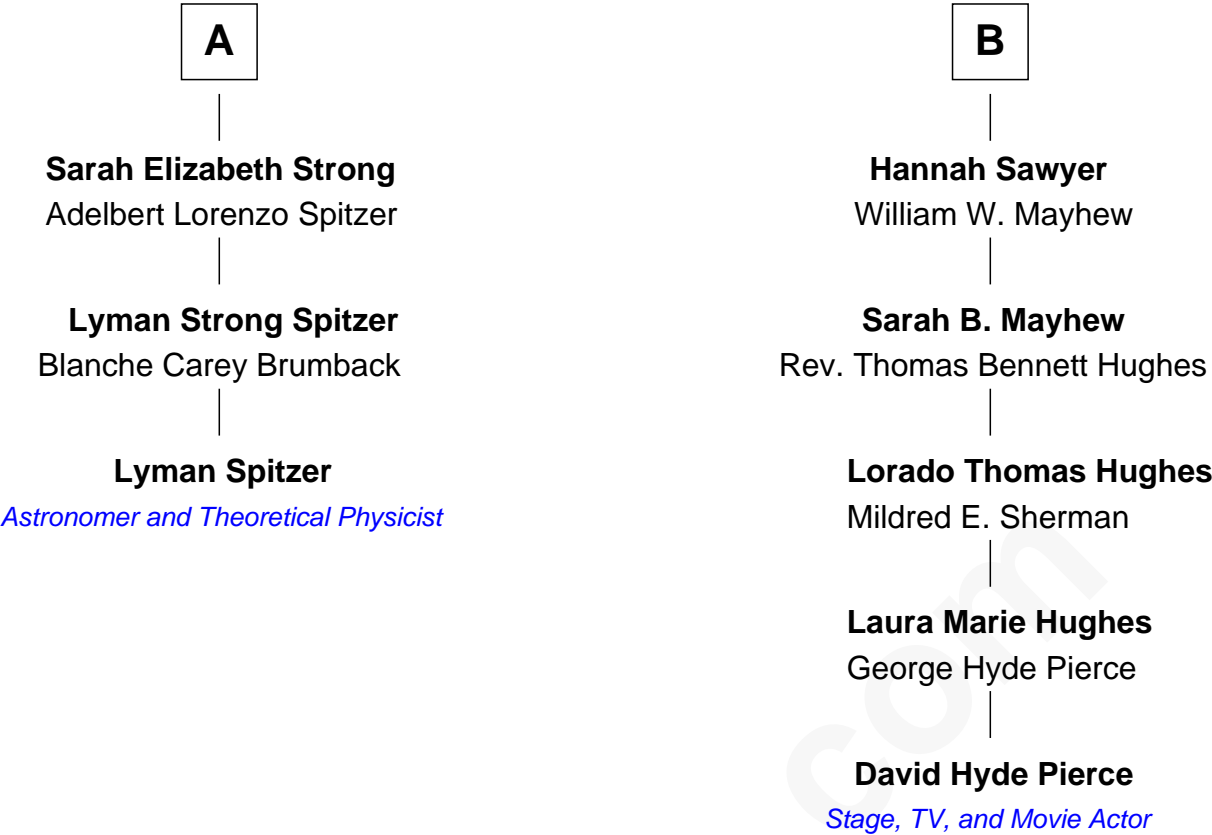 A
Sarah Elizabeth Strong
Adelbert Lorenzo Spitzer
Lyman Strong Spitzer
Blanche Carey Brumback
Lyman Spitzer
Astronomer and Theoretical Physicist
B
Hannah Sawyer
William W. Mayhew
Sarah B. Mayhew
Rev. Thomas Bennett Hughes
Lorado Thomas Hughes
Mildred E. Sherman
Laura Marie Hughes
George Hyde Pierce
David Hyde Pierce
Stage, TV, and Movie Actor
com